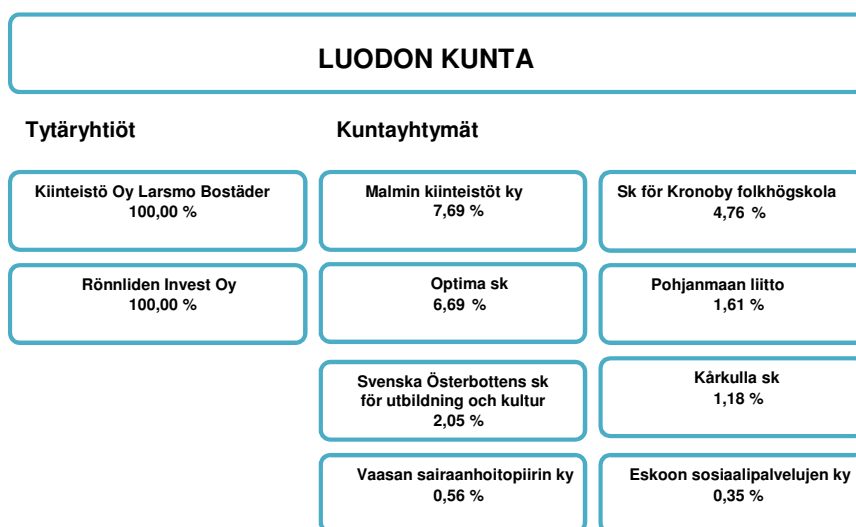 LUODON KUNTA
Tytäryhtiöt
Kuntayhtymät
Kiinteistö Oy Larsmo Bostäder
100,00 %
Malmin kiinteistöt ky
7,69 %
Sk för Kronoby folkhögskola
4,76 %
Rönnliden Invest Oy
100,00 %
Optima sk
6,69 %
Pohjanmaan liitto
1,61 %
Svenska Österbottens sk
för utbildning och kultur
2,05 %
Kårkulla sk
1,18 %
Vaasan sairaanhoitopiirin ky
0,56 %
Eskoon sosiaalipalvelujen ky
0,35 %